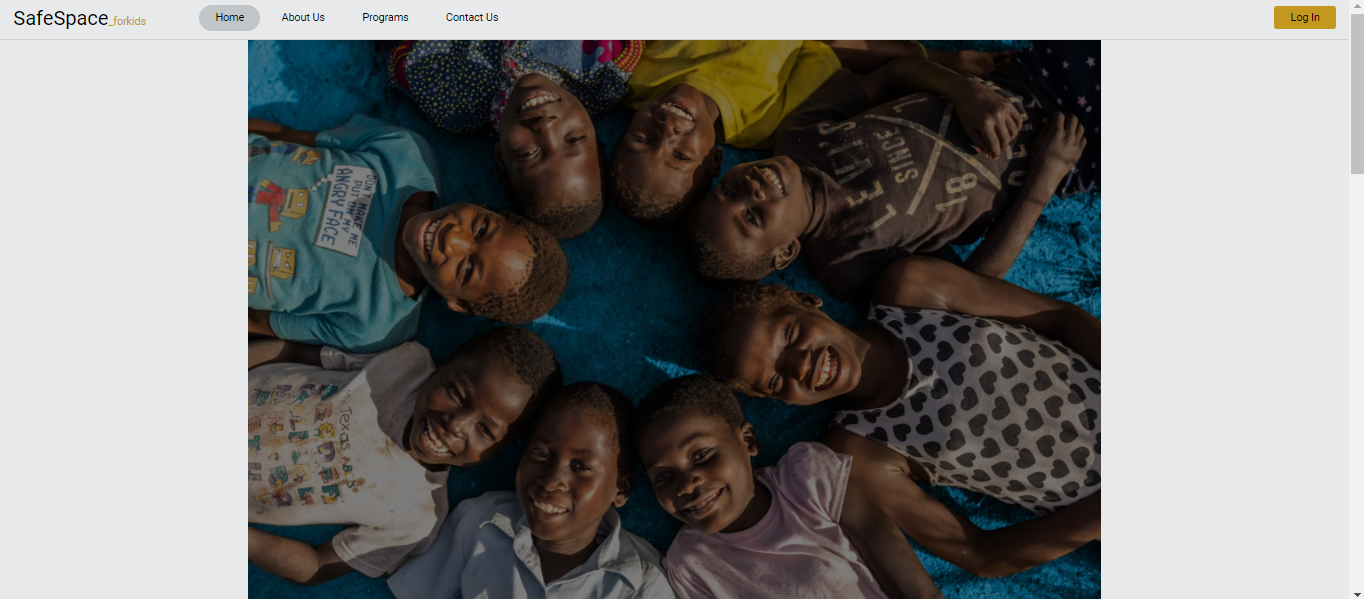 SafeSpace_forkids
Home
About Us
Programs
Contact Us
Log In
DON'T MAKE ME
PUT ON MY
ANGRY FACE
LEVI'S
SINCE
Texas